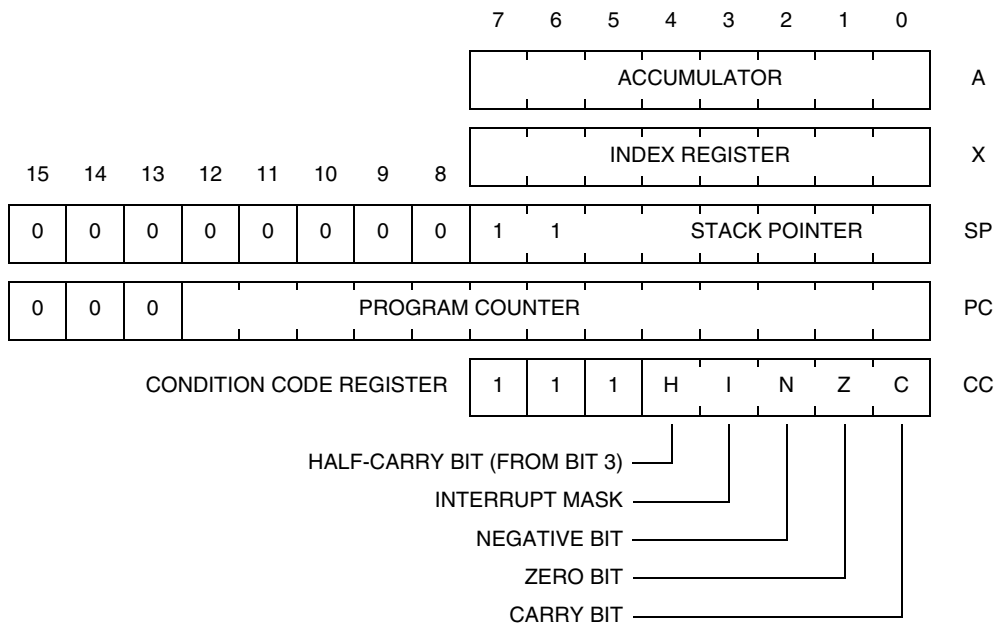 7 6 5 4 3 2 1 0
ACCUMULATOR A
INDEX REGISTER X
15 14 13 12 11 10 9 8
0 0 0 0 0 0 0 0 1 1 STACK POINTER SP
0 0 0 PROGRAM COUNTER PC
CONDITION CODE REGISTER 1 1 1 H I N Z C CC
HALF-CARRY BIT (FROM BIT 3)
INTERRUPT MASK
NEGATIVE BIT
ZERO BIT
CARRY BIT